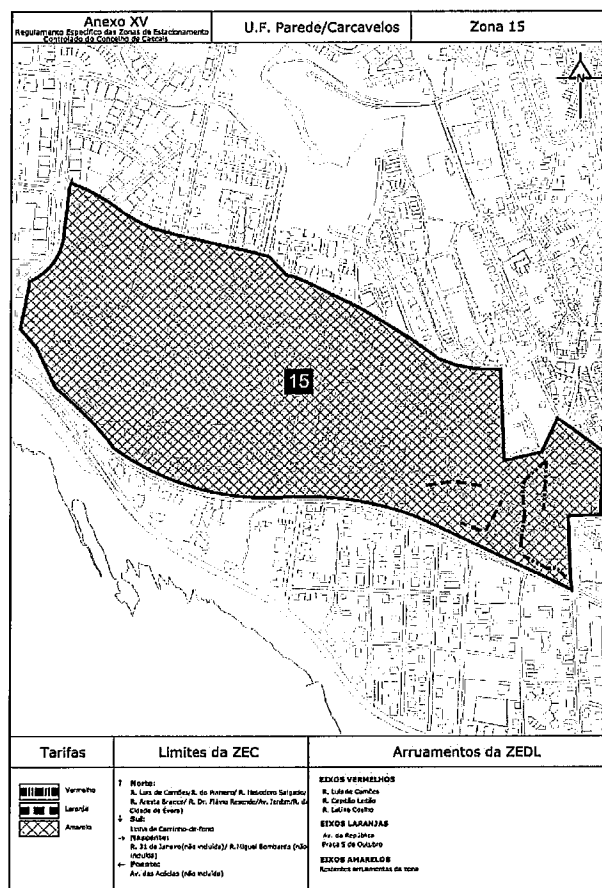 Anexo XV
Regulamento Específico das Zonas de Estacionamento
Controlado do Concelho de Cascais
U.F. Parede/Carcavelos
Zona 15
N
15
Tarifas
Vermelho
Laranja
Amarelo
Limites da ZEC
↑ Norte:
R. Luís de Camões/R. do Pinheiro/ R. Heliodoro Salgado/
R. Aresta Branco/ R. Dr. Flávio Resende/Av. Jardim/R. da
Cidade de Évora)
↓ Sul:
Linha de Caminho-de-ferro
→ Nascente:
R. 31 de Janeiro(não incluída)/ R.Miguel Bombarda (não
incluída)
← Poente:
Av. das Acácias (não incluída)
Arruamentos da ZEDL
EIXOS VERMELHOS
R. Luís de Camões
R. Capitão Leitão
R. Latino Coelho
EIXOS LARANJAS
Av. da República
Praça 5 de Outubro
EIXOS AMARELOS
Restantes arruamentos da zona